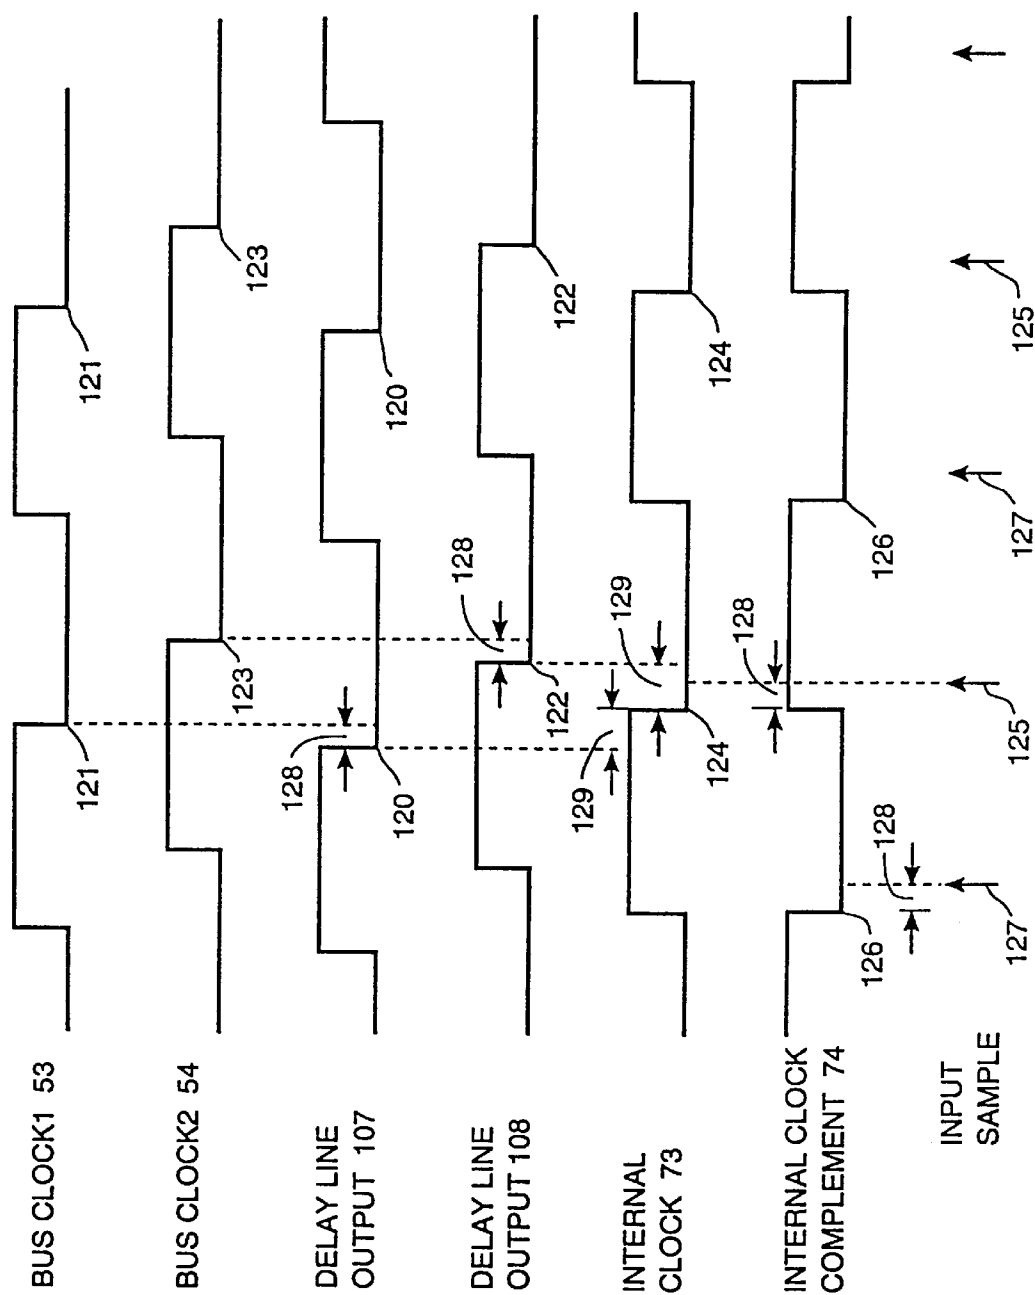 BUS CLOCK1 53
121
121
BUS CLOCK2 54
123
123
DELAY LINE
OUTPUT 107
128
120
120
DELAY LINE
OUTPUT 108
128
122
122
INTERNAL
CLOCK 73
129
129
124
124
INTERNAL CLOCK
COMPLEMENT 74
128
126
126
128
INPUT
SAMPLE
127
125
127
125